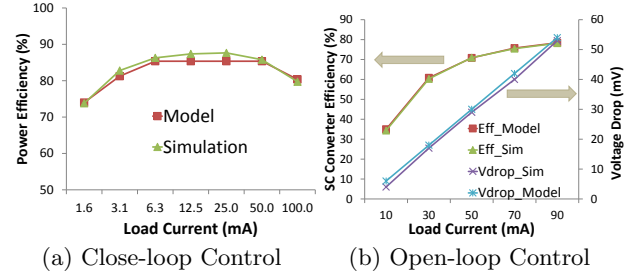 100
90
80
70
60
50
Power Efficiency (%)
Model
Simulation
1.6 3.1 6.3 12.5 25.0 50.0 100.0
Load Current (mA)
(a) Close-loop Control
90
80
70
60
50
40
30
20
10
0
SC Converter Efficiency (%)
60
50
40
30
20
10
0
Voltage Drop (mV)
Eff_Model
Eff_Sim
Vdrop_Sim
Vdrop_Model
10 30 50 70 90
Load Current (mA)
(b) Open-loop Control